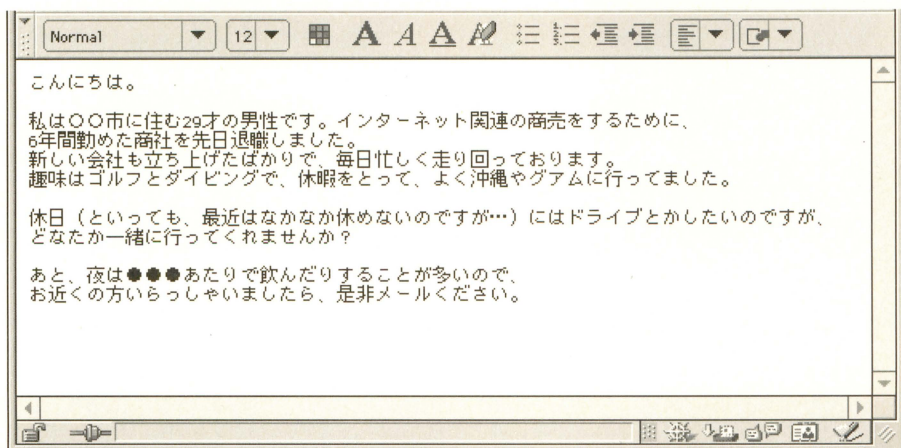 Normal 12 A A A
こんにちは。
私は〇〇市に住む29才の男性です。インターネット関連の商売をするために、
6年間勤めた商社を先日退職しました。
新しい会社も立ち上げたばかりで、毎日忙しく走り回っております。
趣味はゴルフとダイビングで、休暇をとって、よく沖縄やグアムに行ってました。
休日（といっても、最近はなかなか休めないのですが…）にはドライブとかしたいのですが、
どなたか一緒に行ってくれませんか？
あと、夜は●●●あたりで飲んだりすることが多いので、
お近くの方いらっしゃいましたら、是非メールください。